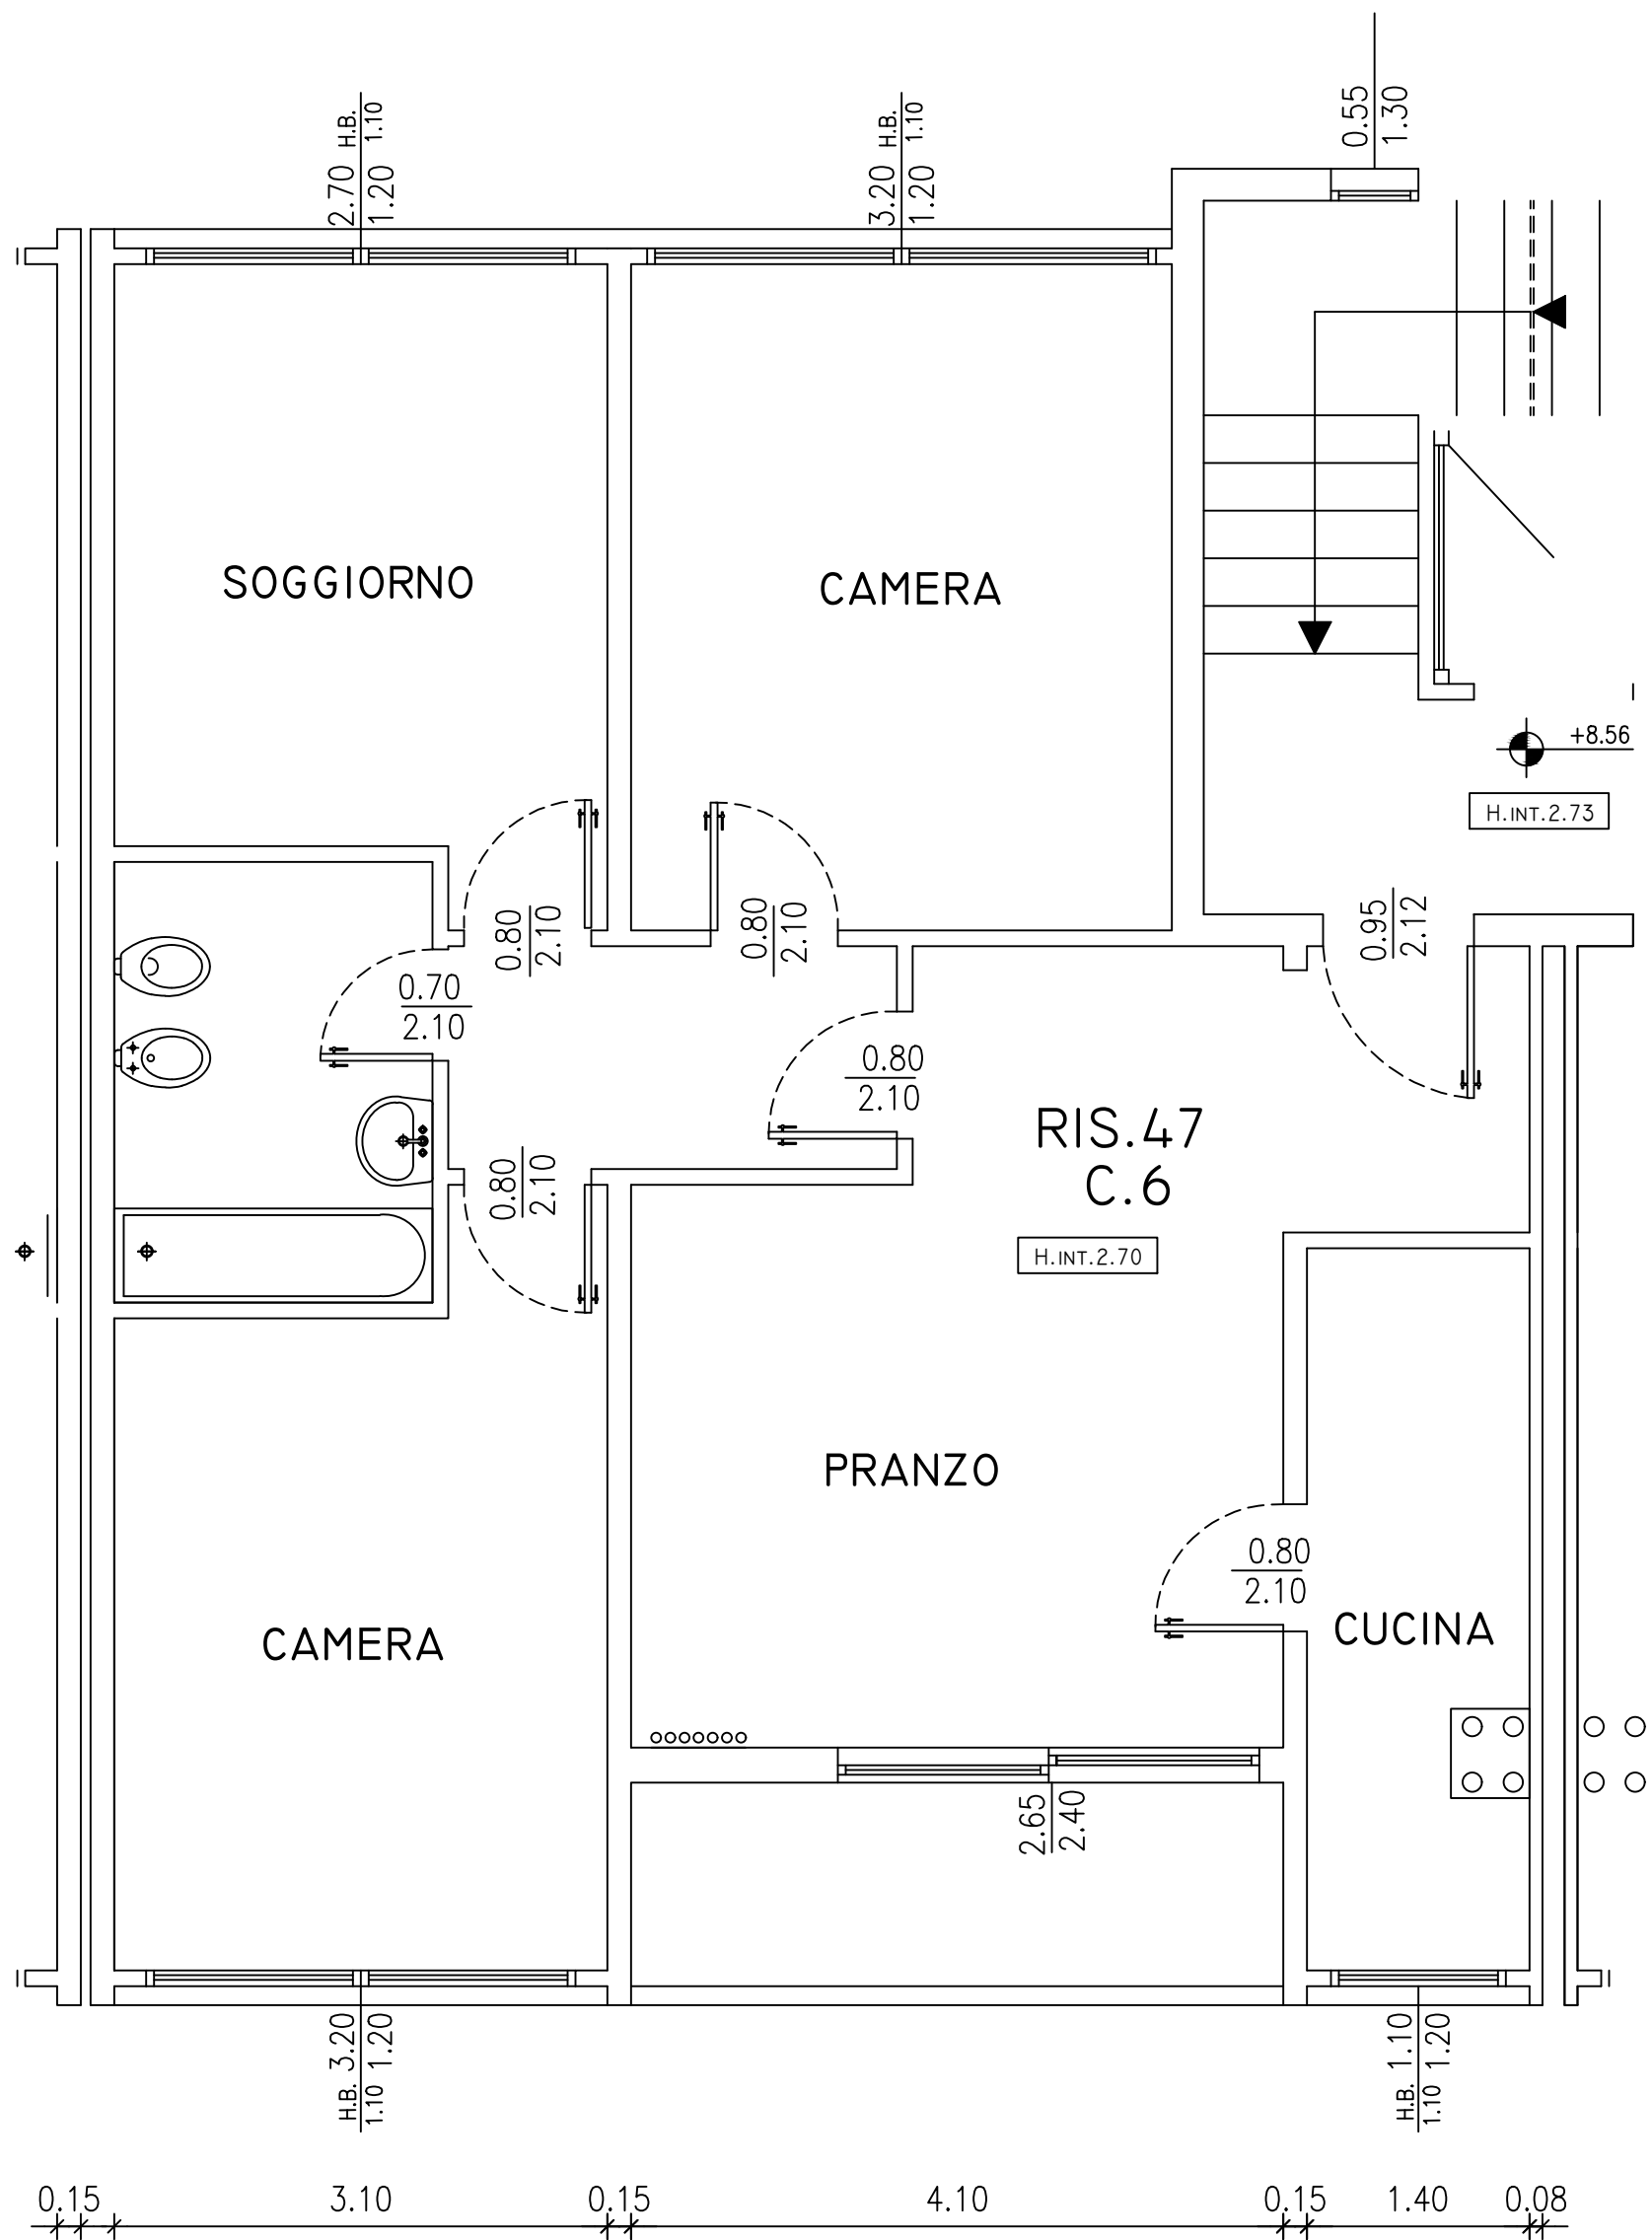 0.55
1.30
2.70 H.B.
1.20 1.10
3.20 H.B.
1.20 1.10
SOGGIORNO
CAMERA
+8.56
H.INT.2.73
0.80
2.10
0.80
2.10
0.95
2.12
0.70
2.10
0.80
2.10
RIS.47
C.6
0.80
2.10
H.INT.2.70
PRANZO
0.80
2.10
CUCINA
CAMERA
2.65
2.40
H.B. 3.20
1.10 1.20
H.B. 1.10
1.10 1.20
0.15 3.10 0.15 4.10 0.15 1.40 0.08